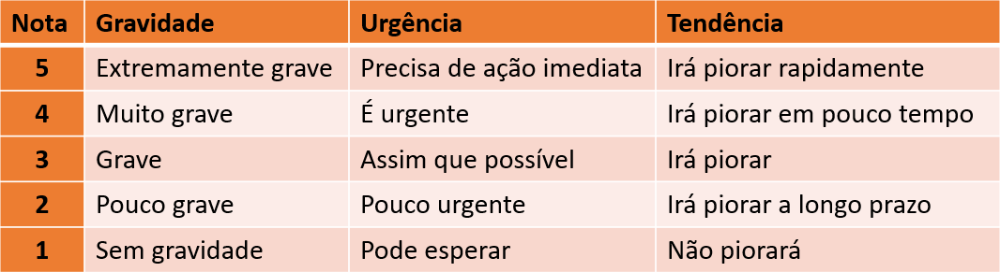 Nota Gravidade Urgência Tendência
5 Extremamente grave Precisa de ação imediata Irá piorar rapidamente
4 Muito grave É urgente Irá piorar em pouco tempo
3 Grave Assim que possível Irá piorar
2 Pouco grave Pouco urgente Irá piorar a longo prazo
1 Sem gravidade Pode esperar Não piorará